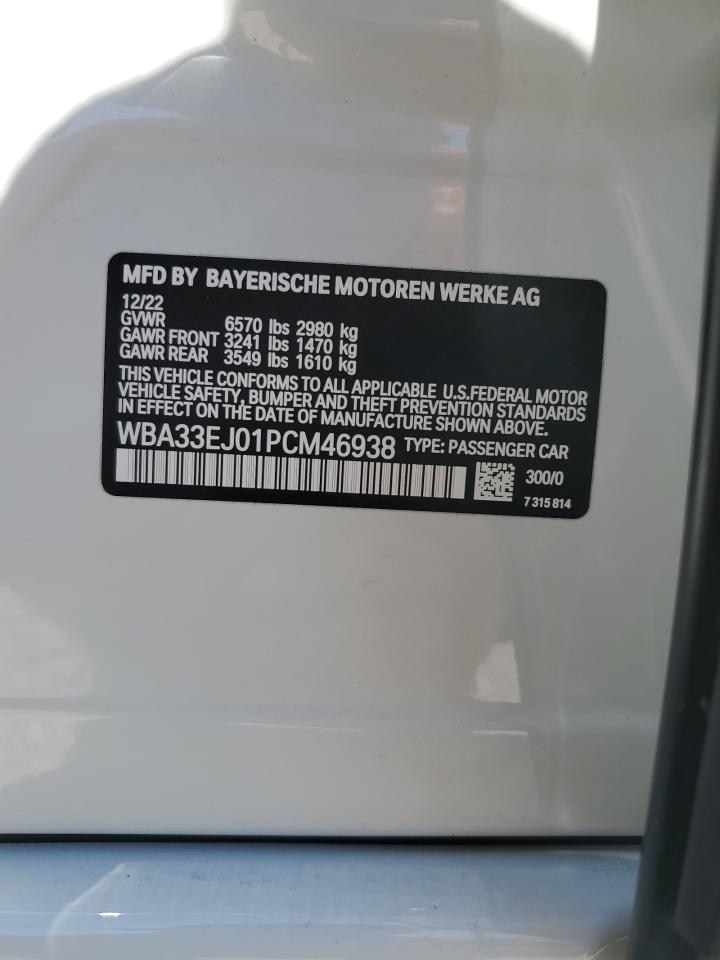 MFD BY BAYERISCHE MOTOREN WERKE AG
12/22
GVWR 6570 lbs 2980 kg
GAWR FRONT 3241 lbs 1470 kg
GAWR REAR 3549 lbs 1610 kg
THIS VEHICLE CONFORMS TO ALL APPLICABLE U.S.FEDERAL MOTOR
VEHICLE SAFETY, BUMPER AND THEFT PREVENTION STANDARDS
IN EFFECT ON THE DATE OF MANUFACTURE SHOWN ABOVE.
WBA33EJ01PCM46938 TYPE: PASSENGER CAR
300/0
7 315 814